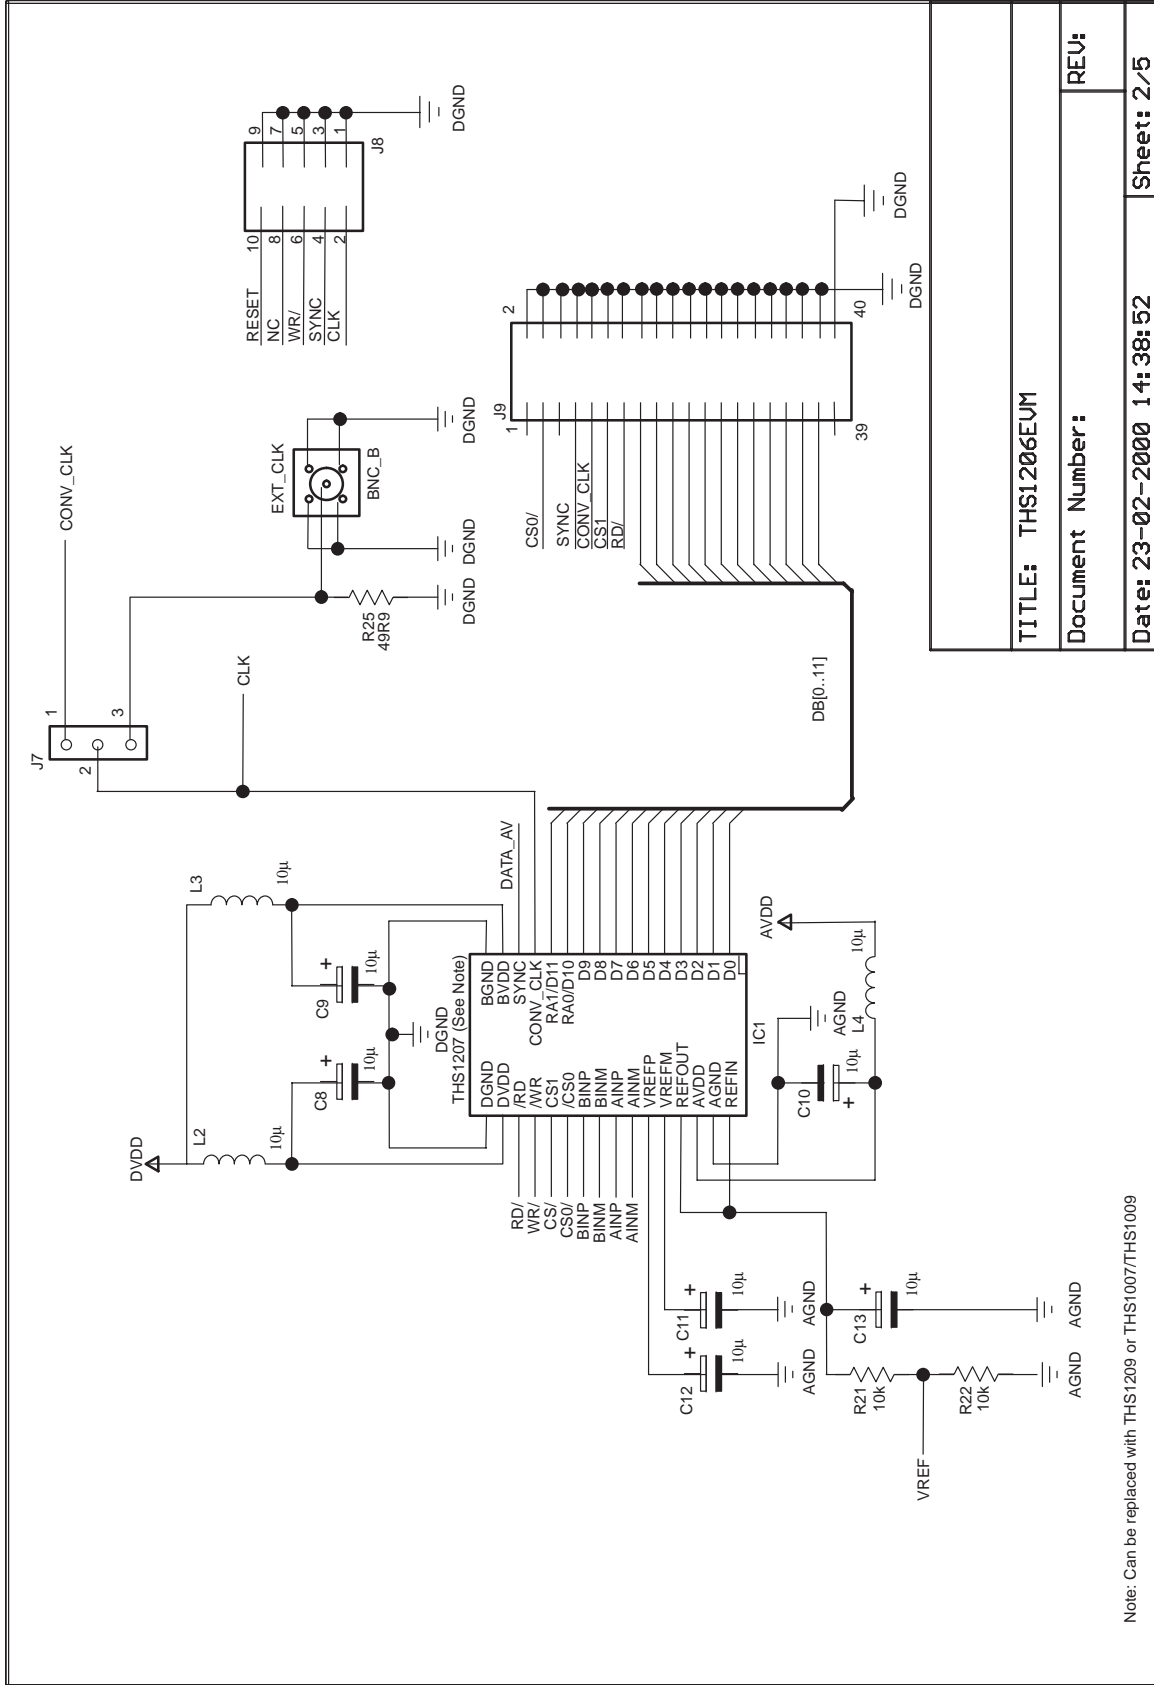 J7
1
2
3
CONV_CLK
CLK
RESET
NC
WR/
SYNC
CLK
10
8
6
4
2
9
7
5
3
1
J8
DGND
EXT_CLK
BNC_B
DGND
DGND
DGND
R25
49R9
DVDD
L2
10µ
L3
10µ
C8
+
10µ
C9
+
10µ
DGND
THS1207 (See Note)
DGND
DVDD
/RD
/WR
CS1
/CS0
BINP
BINM
AINP
AINM
VREFP
VREFM
REFOUT
AVDD
AGND
REFIN
BGND
BVDD
SYNC
CONV_CLK
RA1/D11
RA0/D10
D9
D8
D7
D6
D5
D4
D3
D2
D1
D0
IC1
RD/
WR/
CS/
CS0/
BINP
BINM
AINP
AINM
DATA_AV
DB[0..11]
J9
1
2
39
40
CS0/
SYNC
CONV_CLK
CS1
RD/
DGND
DGND
AVDD
10µ
L4
AGND
C10
10µ
+
C11
+
10µ
AGND
C12
+
10µ
AGND
C13
+
10µ
AGND
R21
10k
R22
10k
AGND
VREF
Note: Can be replaced with THS1209 or THS1007/THS1009
TITLE: THS1206EVM
Document Number:
REV:
Date: 23-02-2000 14:38:52
Sheet: 2/5